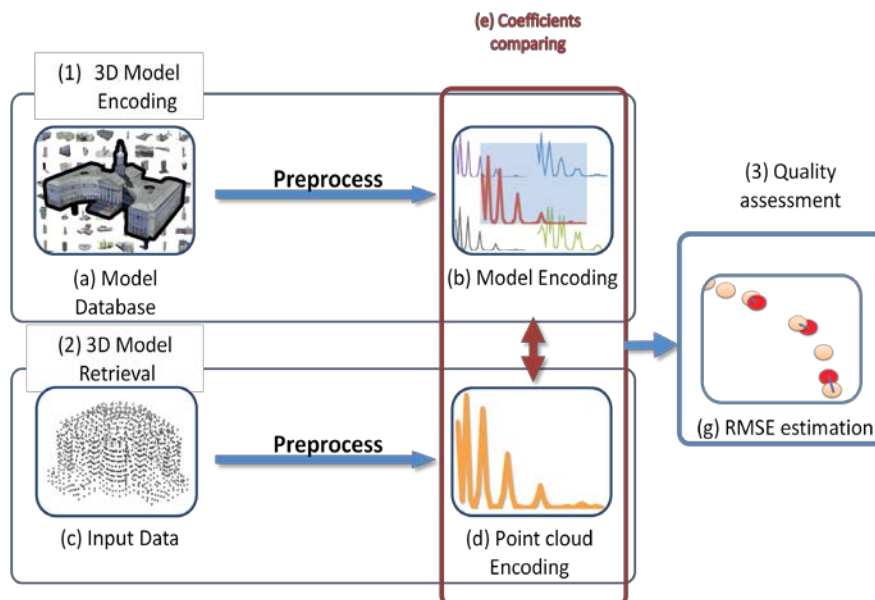 (e) Coefficients
comparing
(1) 3D Model
Encoding
Preprocess
(a) Model
Database
(b) Model Encoding
(3) Quality
assessment
(2) 3D Model
Retrieval
Preprocess
(c) Input Data
(d) Point cloud
Encoding
(g) RMSE estimation